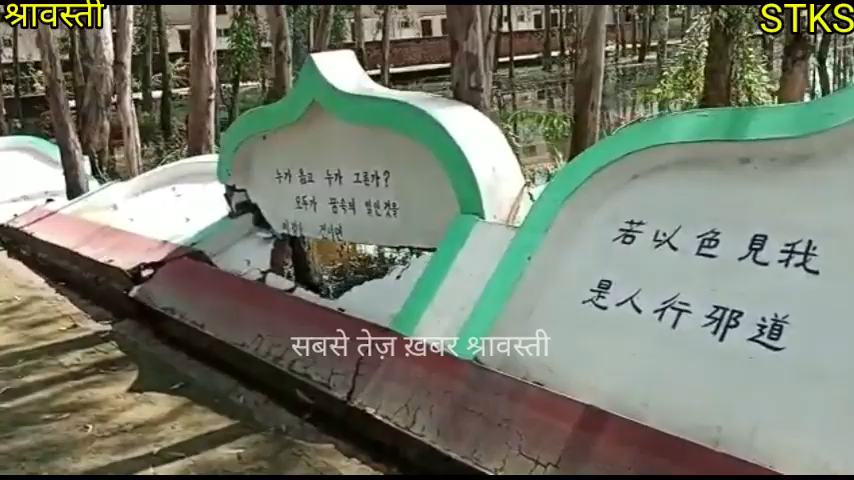 श्रावस्ती
STKS
누가 옳고 누가 그른가?
모두가 꿈속의 일인것을
若以色見我
是人行邪道
सबसे तेज़ ख़बर श्रावस्ती